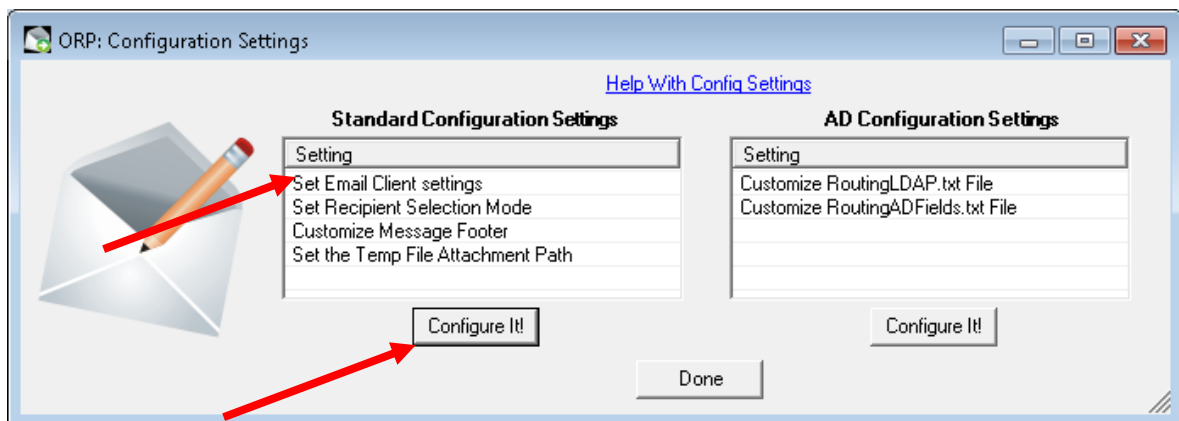 ORP: Configuration Settings
Help With Config Settings
Standard Configuration Settings
Setting
Set Email Client settings
Set Recipient Selection Mode
Customize Message Footer
Set the Temp File Attachment Path
Configure It!
AD Configuration Settings
Setting
Customize RoutingLDAP.txt File
Customize RoutingADFields.txt File
Configure It!
Done